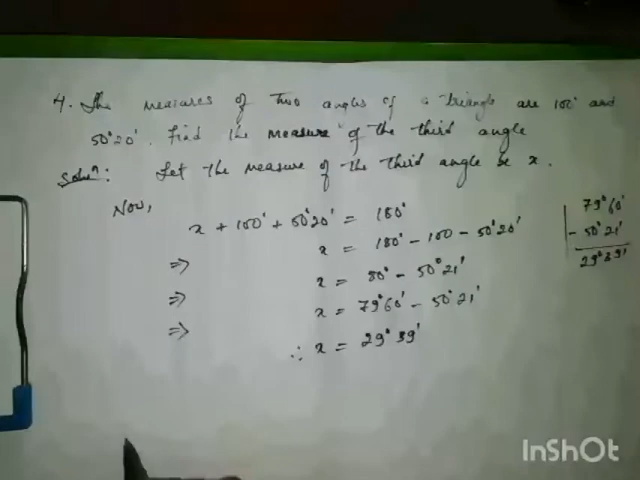 4. The measures of two angles of a triangle are 100° and
50°20'. Find the measure of the third angle
Soln:
Let the measure of the third angle be x.
Now,
x + 100° + 50°20' = 180°
⇒ x = 180° - 100 - 50°20'
⇒ x = 80° - 50°21'
⇒ x = 79°60' - 50°21'
∴ x = 29°39'
79°60'
- 50°21'
29°39'
InShOt